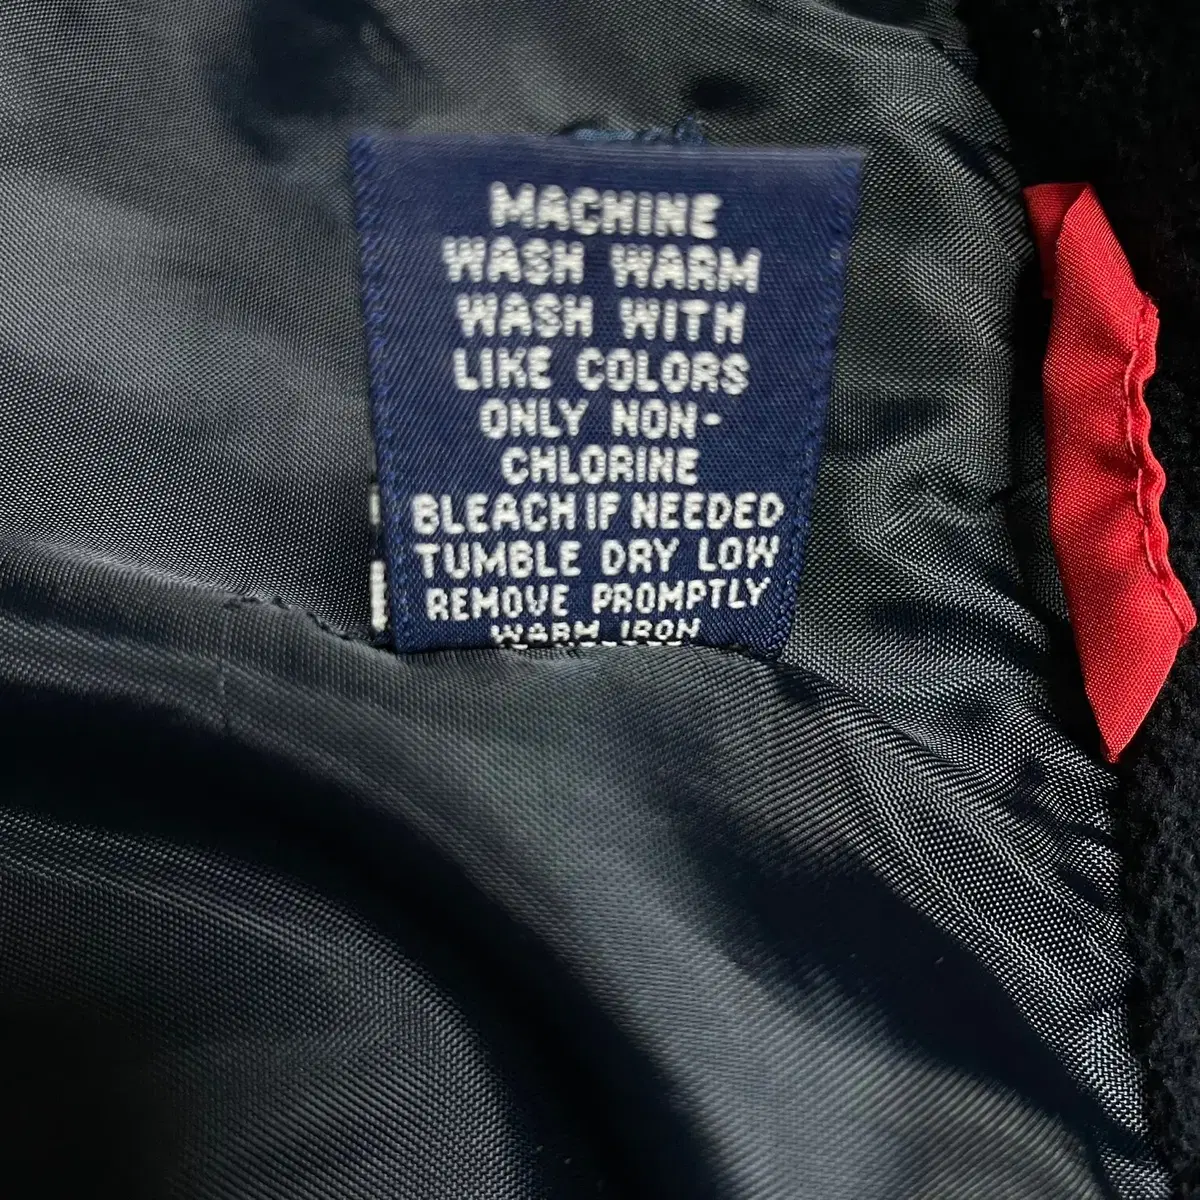 MACHINE
WASH WARM
WASH WITH
LIKE COLORS
ONLY NON-
CHLORINE
BLEACH IF NEEDED
TUMBLE DRY LOW
REMOVE PROMPTLY
WARM IRON